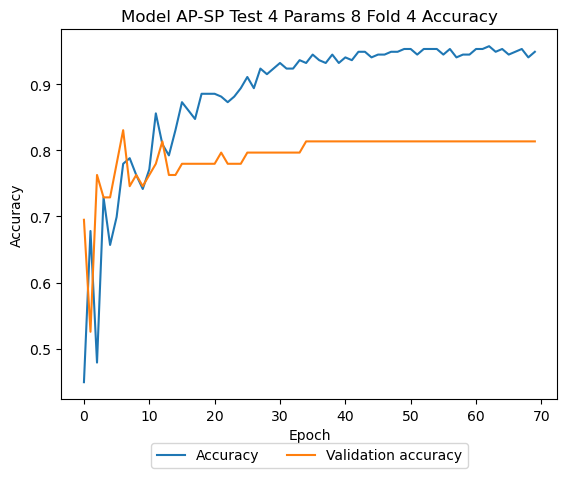 Model AP-SP Test 4 Params 8 Fold 4 Accuracy
Accuracy
0.9
0.8
0.7
0.6
0.5
0 10 20 30 40 50 60 70
Epoch
Accuracy Validation accuracy